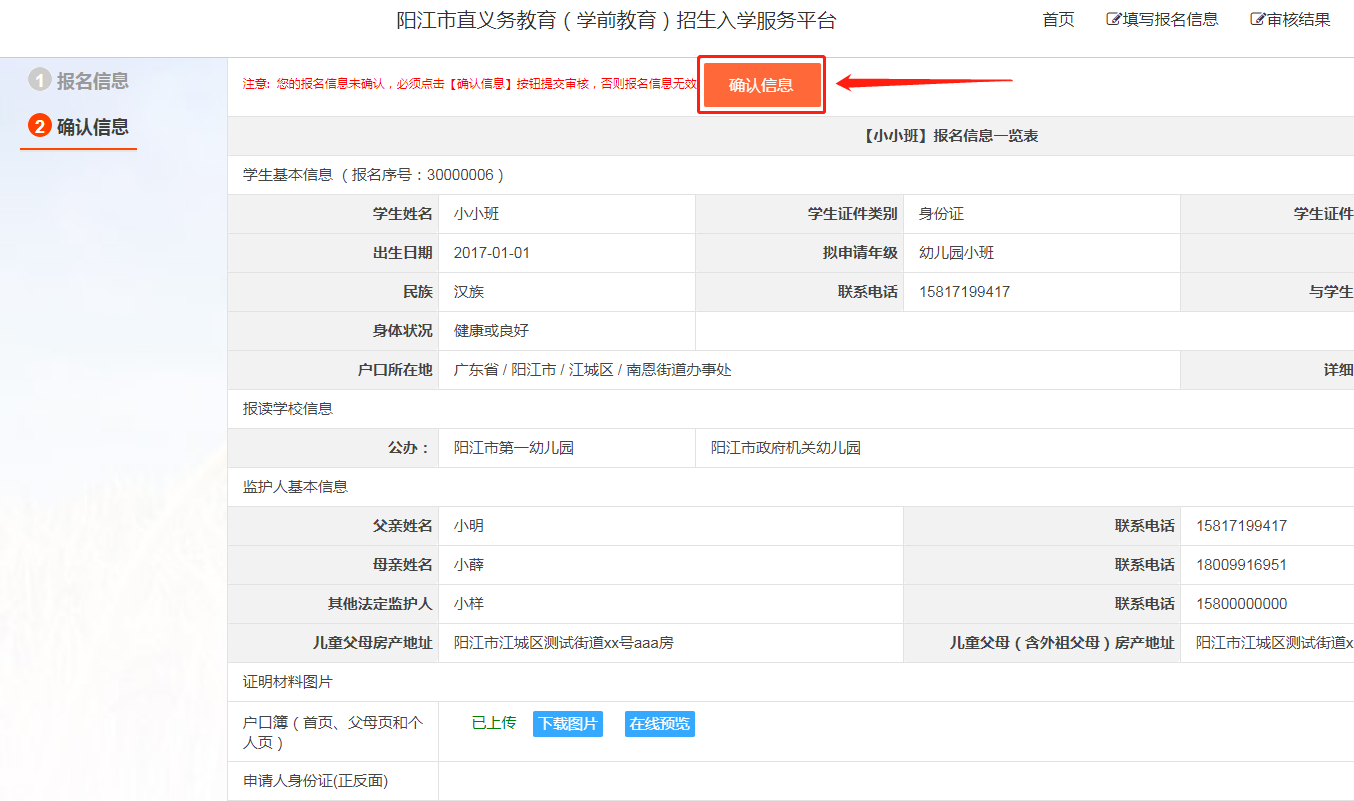 阳江市直义务教育（学前教育）招生入学服务平台
首页 填写报名信息 审核结果
1 报名信息
2 确认信息
注意: 您的报名信息未确认，必须点击【确认信息】按钮提交审核，否则报名信息无效 确认信息
【小小班】报名信息一览表
学生基本信息（报名序号：30000006）
学生姓名 小小班 学生证件类别 身份证 学生证件
出生日期 2017-01-01 拟申请年级 幼儿园小班
民族 汉族 联系电话 15817199417 与学生
身体状况 健康或良好
户口所在地 广东省 / 阳江市 / 江城区 / 南恩街道办事处 详细
报读学校信息
公办： 阳江市第一幼儿园 阳江市政府机关幼儿园
监护人基本信息
父亲姓名 小明 联系电话 15817199417
母亲姓名 小薛 联系电话 18009916951
其他法定监护人 小样 联系电话 15800000000
儿童父母房产地址 阳江市江城区测试街道xx号aaa房 儿童父母（含外祖父母）房产地址 阳江市江城区测试街道x
证明材料图片
户口簿（首页、父母页和个
人页） 已上传 下载图片 在线预览
申请人身份证(正反面)